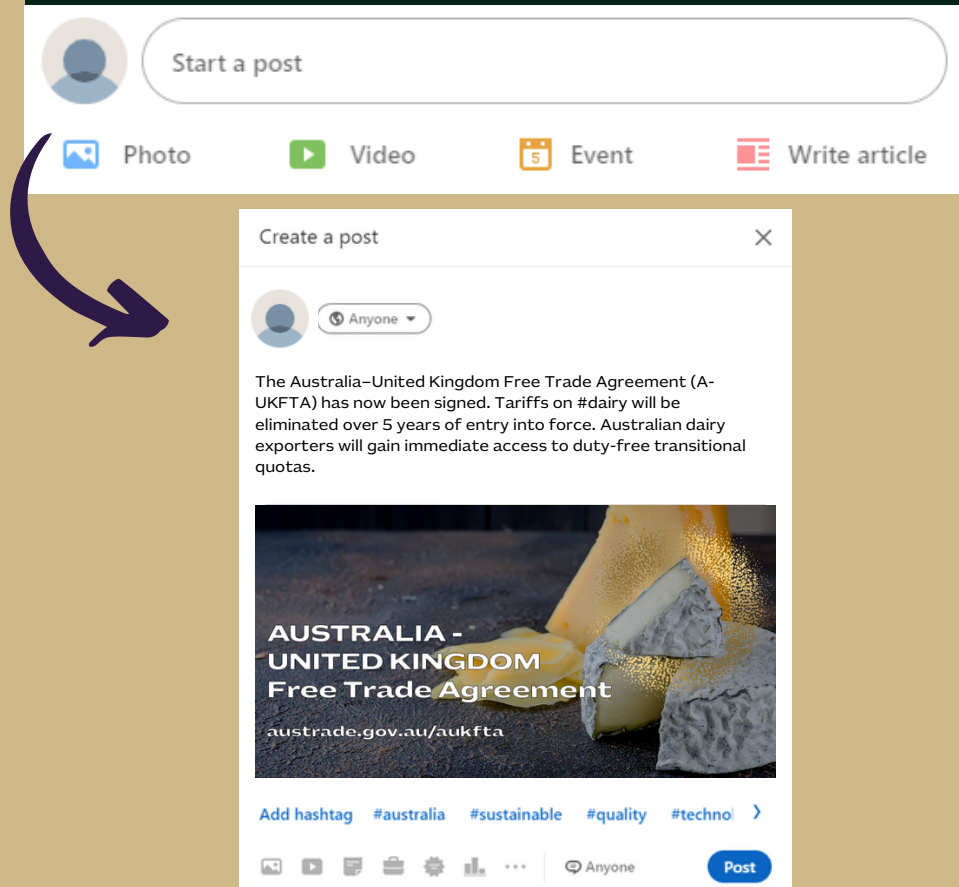 Start a post
Photo Video Event Write article
5
Create a post
Anyone
The Australia–United Kingdom Free Trade Agreement (A-
UKFTA) has now been signed. Tariffs on #dairy will be
eliminated over 5 years of entry into force. Australian dairy
exporters will gain immediate access to duty-free transitional
quotas.
AUSTRALIA -
UNITED KINGDOM
Free Trade Agreement
austrade.gov.au/aukfta
Add hashtag #australia #sustainable #quality #technol
Anyone Post